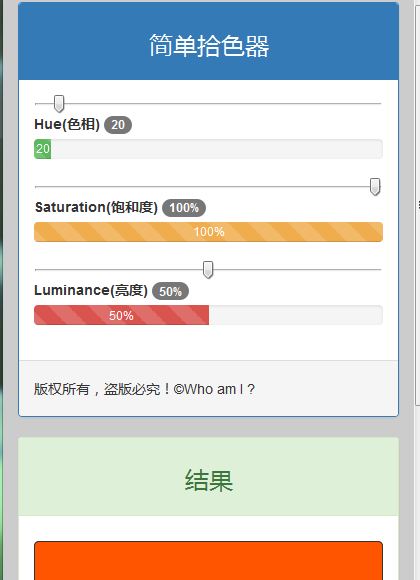 简单拾色器
Hue(色相) 20
20
Saturation(饱和度) 100%
100%
Luminance(亮度) 50%
50%
版权所有，盗版必究！©Who am I ?
结果